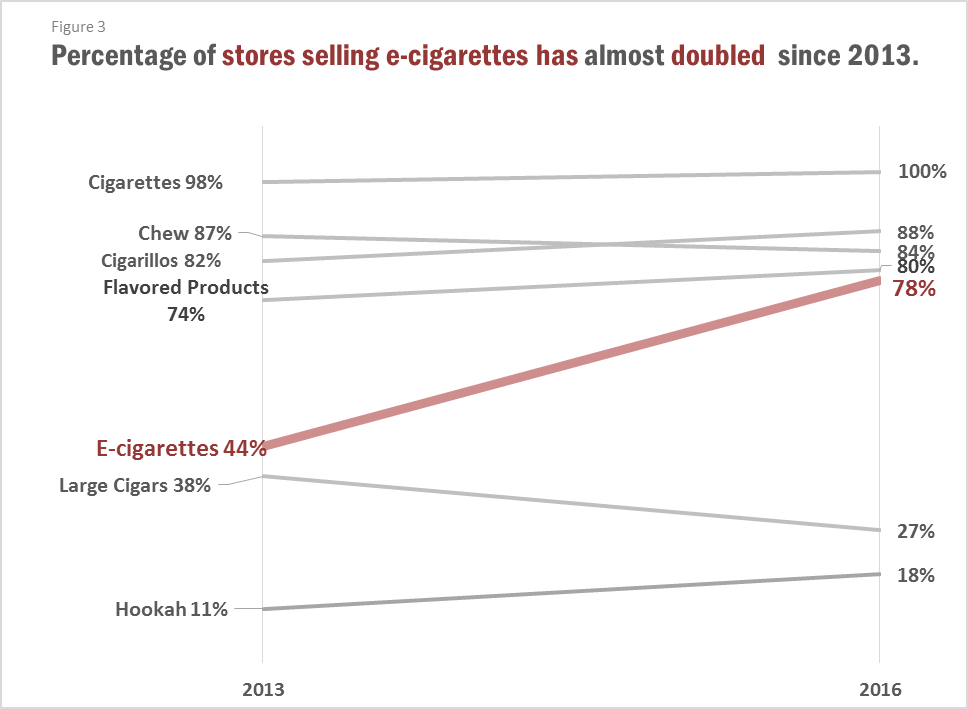 Figure 3
Percentage of stores selling e-cigarettes has almost doubled since 2013.
Cigarettes 98%
100%
Chew 87%
88%
84%
Cigarillos 82%
80%
Flavored Products
74%
78%
E-cigarettes 44%
Large Cigars 38%
27%
18%
Hookah 11%
2013
2016